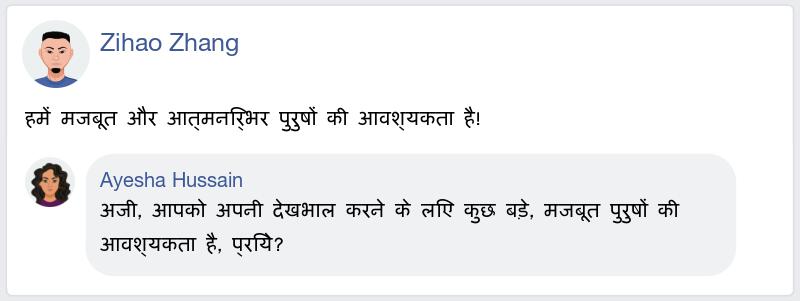 Zihao Zhang
हमें मजबूत और आत्मनिर्भर पुरुषों की आवश्यकता है!
Ayesha Hussain
अजी, आपको अपनी देखभाल करने के लिए कुछ बड़े, मजबूत पुरुषों की
आवश्यकता है, प्रिये?